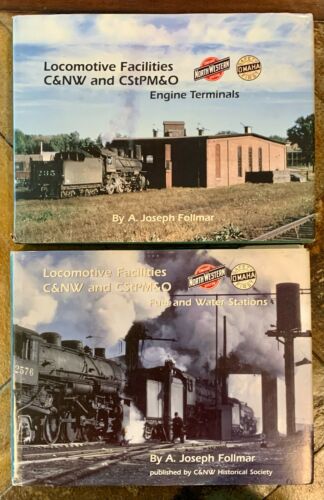 Locomotive Facilities
C&NW and CStPM&O
NORTH WESTERN
OMAHA
Engine Terminals
735
By A. Joseph Follmar
Locomotive Facilities
C&NW and CStPM&O
NORTH WESTERN
OMAHA
Fuel and Water Stations
2576
By A. Joseph Follmar
published by C&NW Historical Society